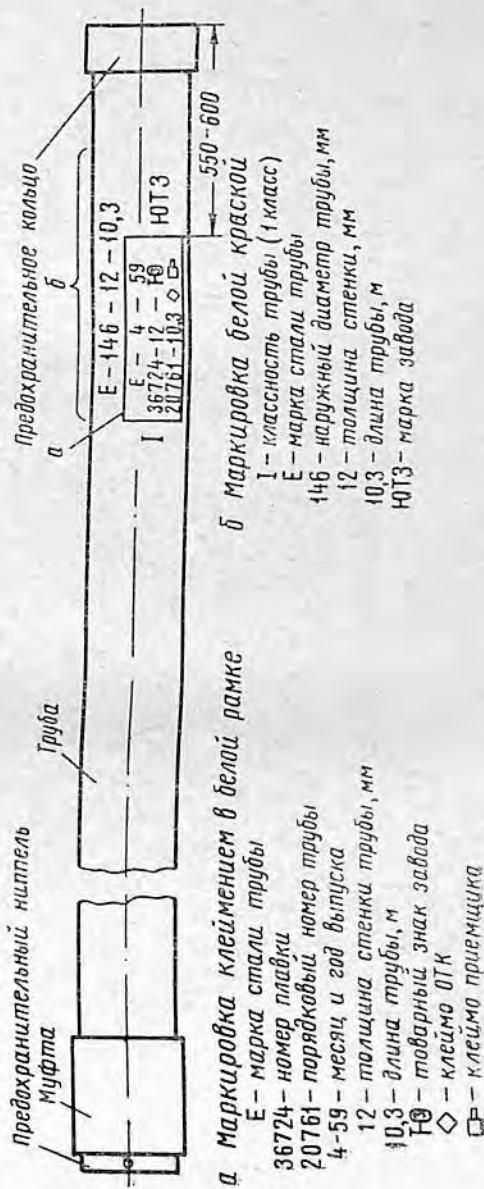 Предохранительный ниппель
Муфта
Труба
Предохранительное кольцо
а
б
Е-146-12-10,3
Е - 4 - 59
36724-12 - Ю
20761-10,3 ◇
I
ЮТЗ
550-600
а Маркировка клеймением в белой рамке
Е – марка стали трубы
36724 – номер плавки
20761 – порядковый номер трубы
4-59 – месяц и год выпуска
12 – толщина стенки трубы, мм
10,3 – длина трубы, м
– товарный знак завода
◇ – клеймо ОТК
– клеймо приемщика
б Маркировка белой краской
I – классность трубы (1 класс)
Е – марка стали трубы
146 – наружный диаметр трубы, мм
12 – толщина стенки, мм
10,3 – длина трубы, м
ЮТЗ – марка завода